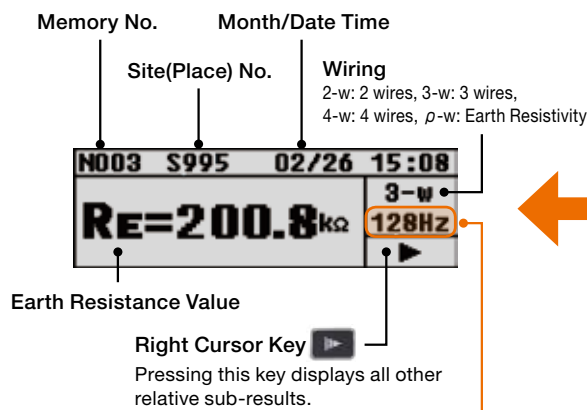 Memory No.
Month/Date Time
Site(Place) No.
Wiring
2-w: 2 wires, 3-w: 3 wires,
4-w: 4 wires, ρ-w: Earth Resistivity
N003 S995 02/26 15:08
3-w
RE=200.8kΩ
128Hz
Earth Resistance Value
Right Cursor Key
Pressing this key displays all other
relative sub-results.